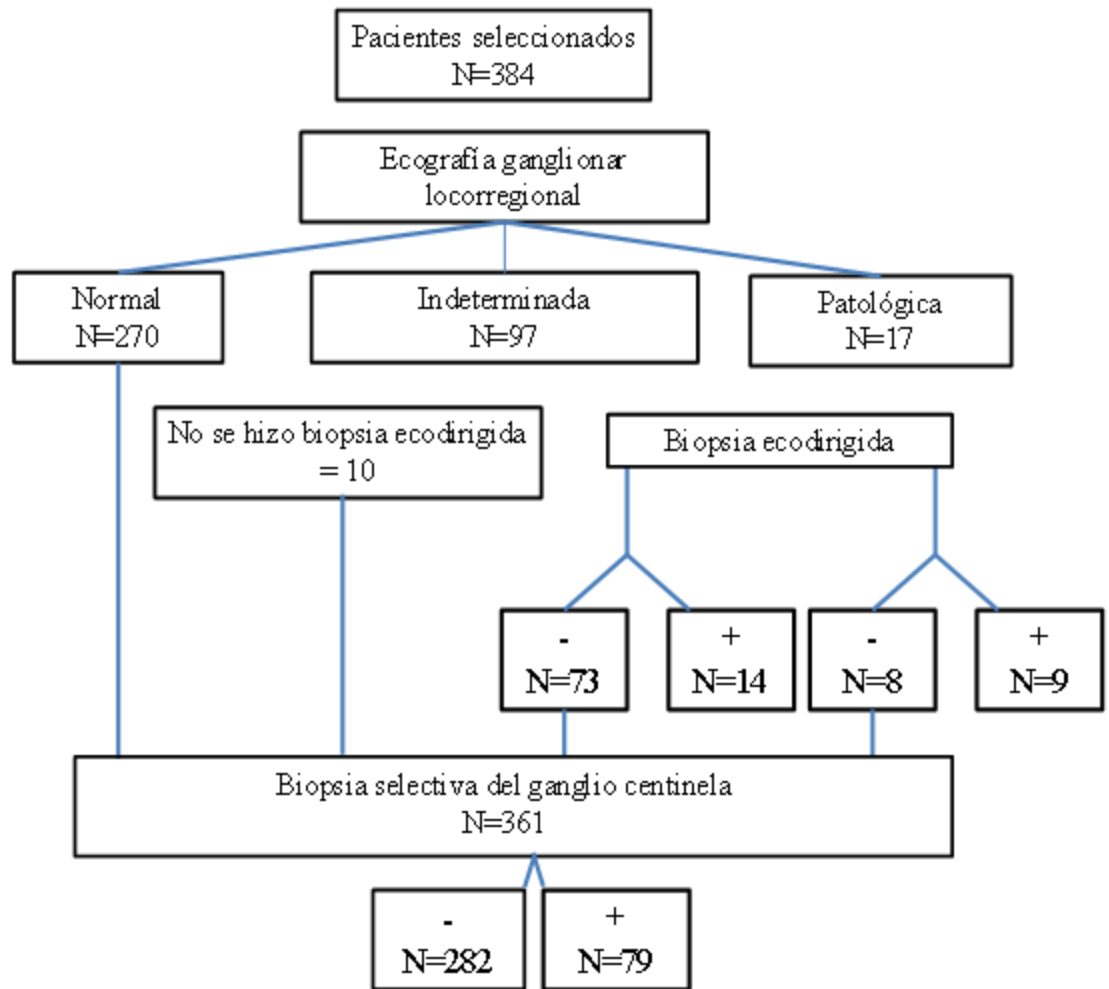 Pacientes seleccionados
N=384
Ecografía ganglionar
locorregional
Normal
N=270
Indeterminada
N=97
Patológica
N=17
No se hizo biopsia ecodirigida
= 10
Biopsia ecodirigida
-
N=73
+
N=14
-
N=8
+
N=9
Biopsia selectiva del ganglio centinela
N=361
-
N=282
+
N=79